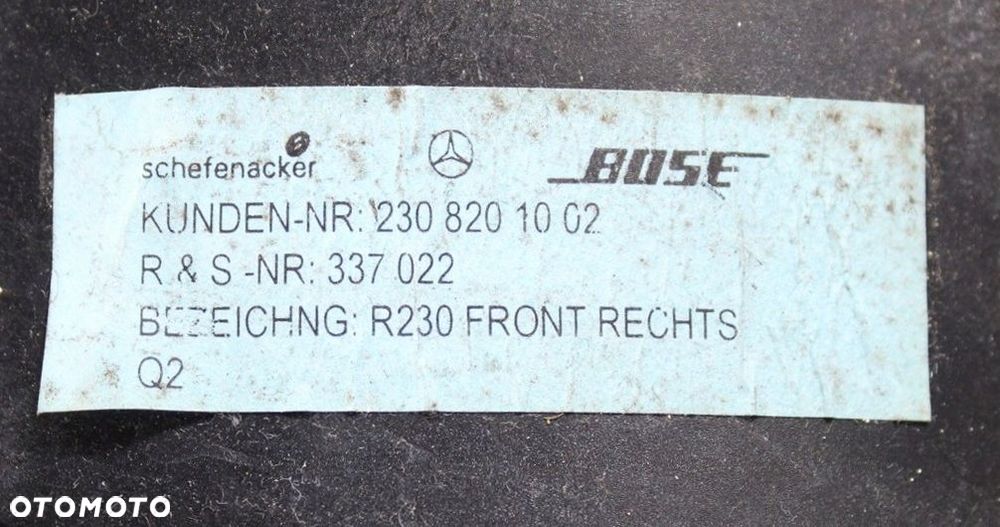 schefenacker BOSE
KUNDEN-NR: 230 820 10 02
R & S -NR: 337 022
BEZEICHNG: R230 FRONT RECHTS
Q2
OTOMOTO